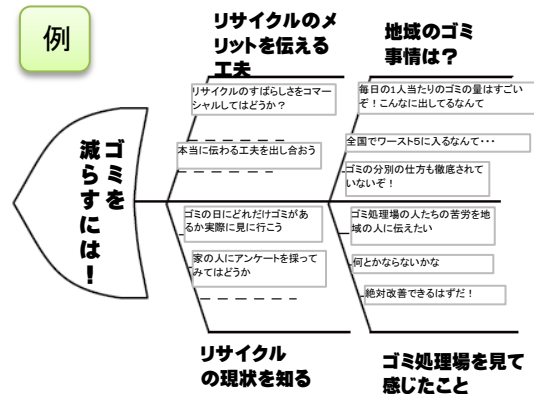 例
リサイクルのメ
リットを伝える
工夫
地域のゴミ
事情は？
リサイクルのすばらしさをコマー
シャルしてはどうか？
本当に伝わる工夫を出し合おう
毎日の1人当たりのゴミの量はすごい
ぞ！こんなに出してるなんて
全国でワースト5に入るなんて・・・
ゴミの分別の仕方も徹底されて
いないぞ！
ゴミを
減らすには！
ゴミの日にどれだけゴミがあ
るか実際に見に行こう
家の人にアンケートを採って
みてはどうか
ゴミ処理場の人たちの苦労を地
域の人に伝えたい
何とかならないかな
絶対改善できるはずだ！
リサイクル
の現状を知る
ゴミ処理場を見て
感じたこと